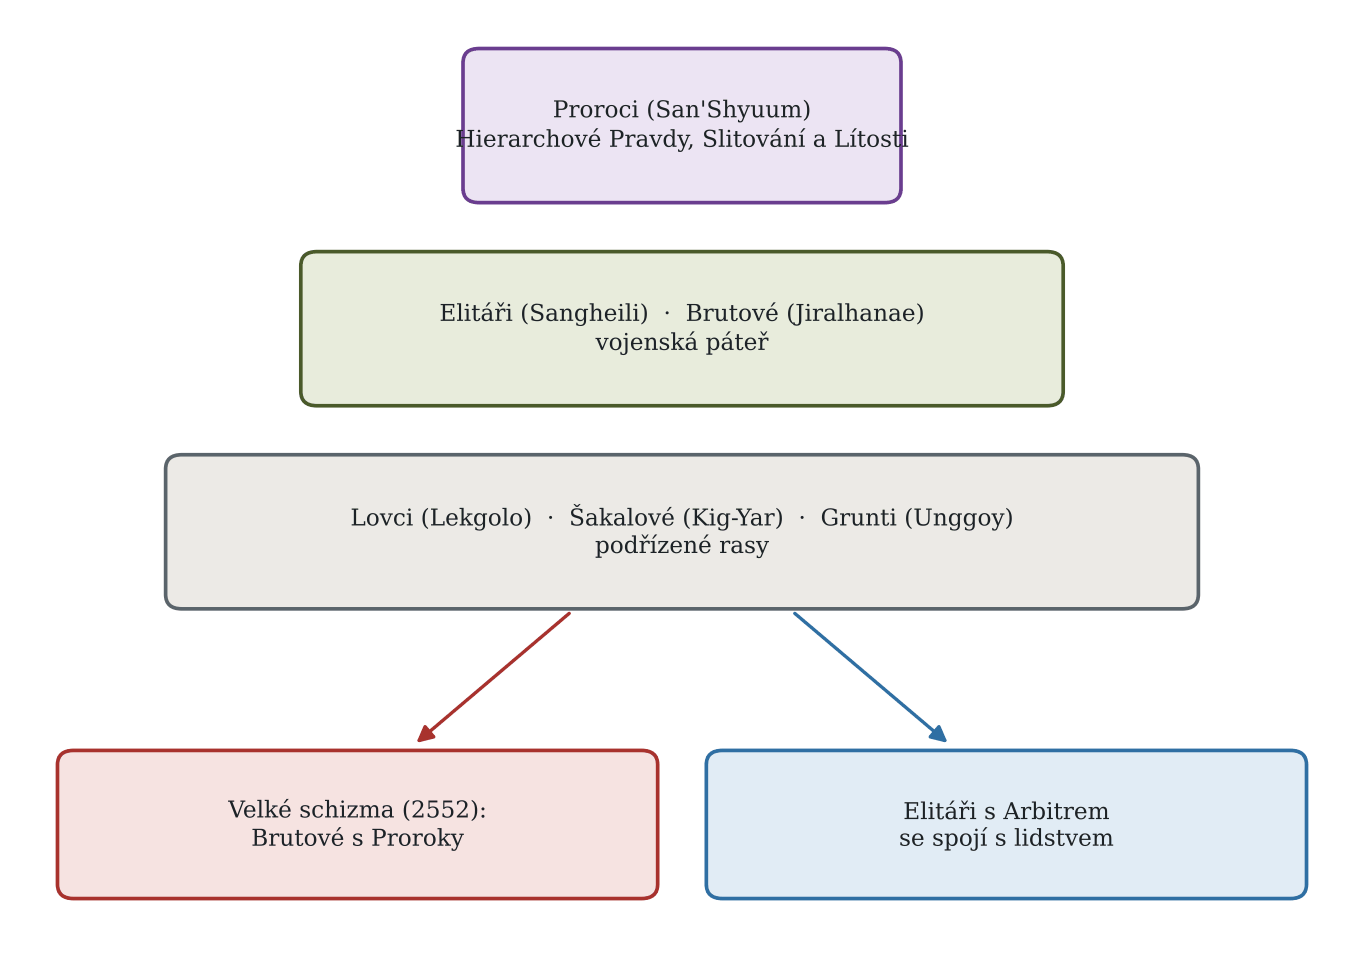 Proroci (San'Shyuum)
Hierarchové Pravdy, Slitování a Lítosti
Elitáři (Sangheili)  ·  Brutové (Jiralhanae)
vojenská páteř
Lovci (Lekgolo)  ·  Šakalové (Kig-Yar)  ·  Grunti (Unggoy)
podřízené rasy
Velké schizma (2552):
Brutové s Proroky
Elitáři s Arbitrem
se spojí s lidstvem